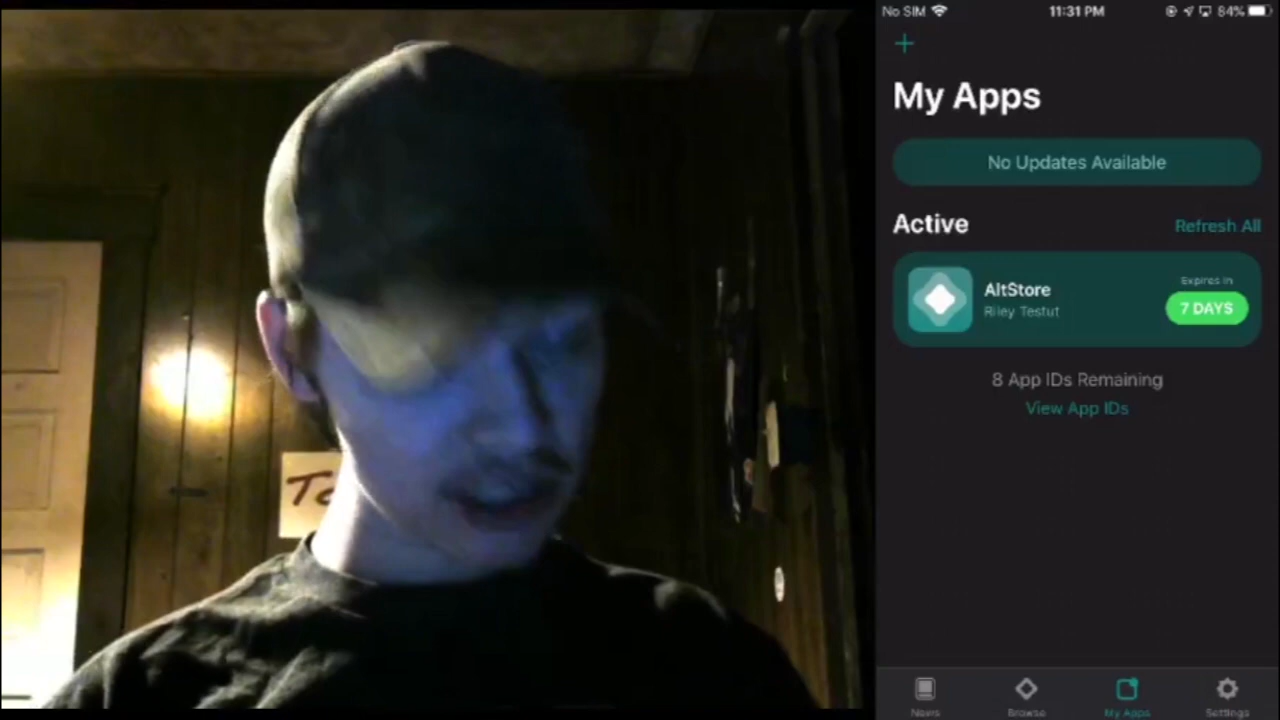 To
No SIM 11:31 PM 84%
+
My Apps
No Updates Available
Active Refresh All
AltStore
Riley Testut
Expires in
7 DAYS
8 App IDs Remaining
View App IDs
News Browse My Apps Settings